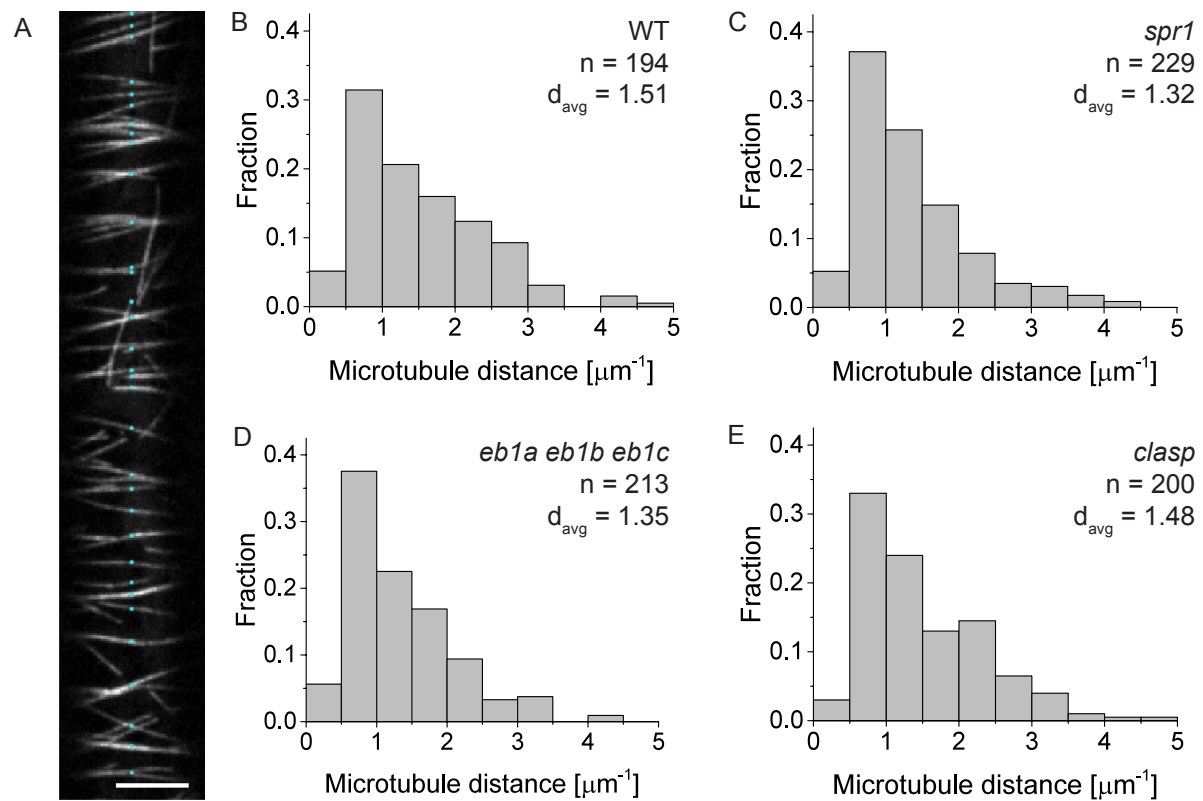 A
B
WT
n = 194
d_avg = 1.51
0.4
0.3
0.2
0.1
0.0
Fraction
0 1 2 3 4 5
Microtubule distance [μm⁻¹]
C
spr1
n = 229
d_avg = 1.32
0.4
0.3
0.2
0.1
0.0
Fraction
0 1 2 3 4 5
Microtubule distance [μm⁻¹]
D
eb1a eb1b eb1c
n = 213
d_avg = 1.35
0.4
0.3
0.2
0.1
0.0
Fraction
0 1 2 3 4 5
Microtubule distance [μm⁻¹]
E
clasp
n = 200
d_avg = 1.48
0.4
0.3
0.2
0.1
0.0
Fraction
0 1 2 3 4 5
Microtubule distance [μm⁻¹]